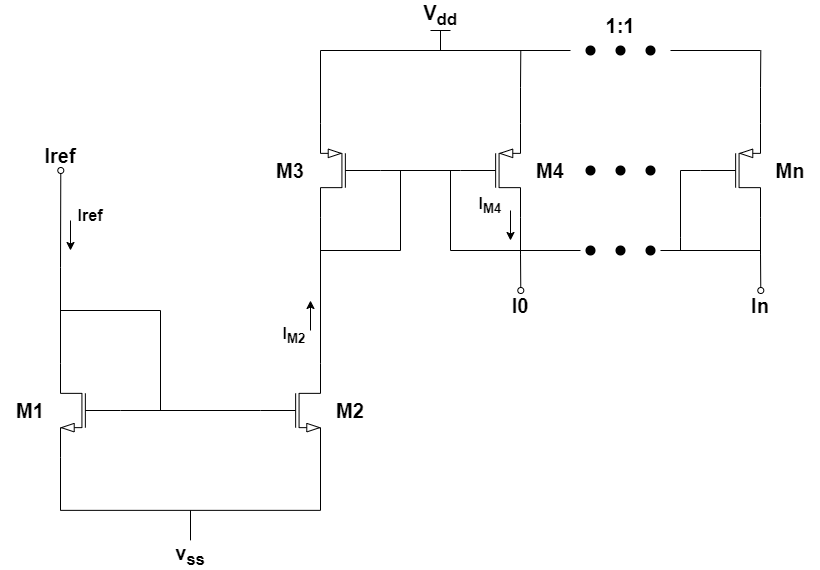 Vdd
1:1
Iref
M3
M4
Mn
Iref
IM4
I0
In
IM2
M1
M2
vss